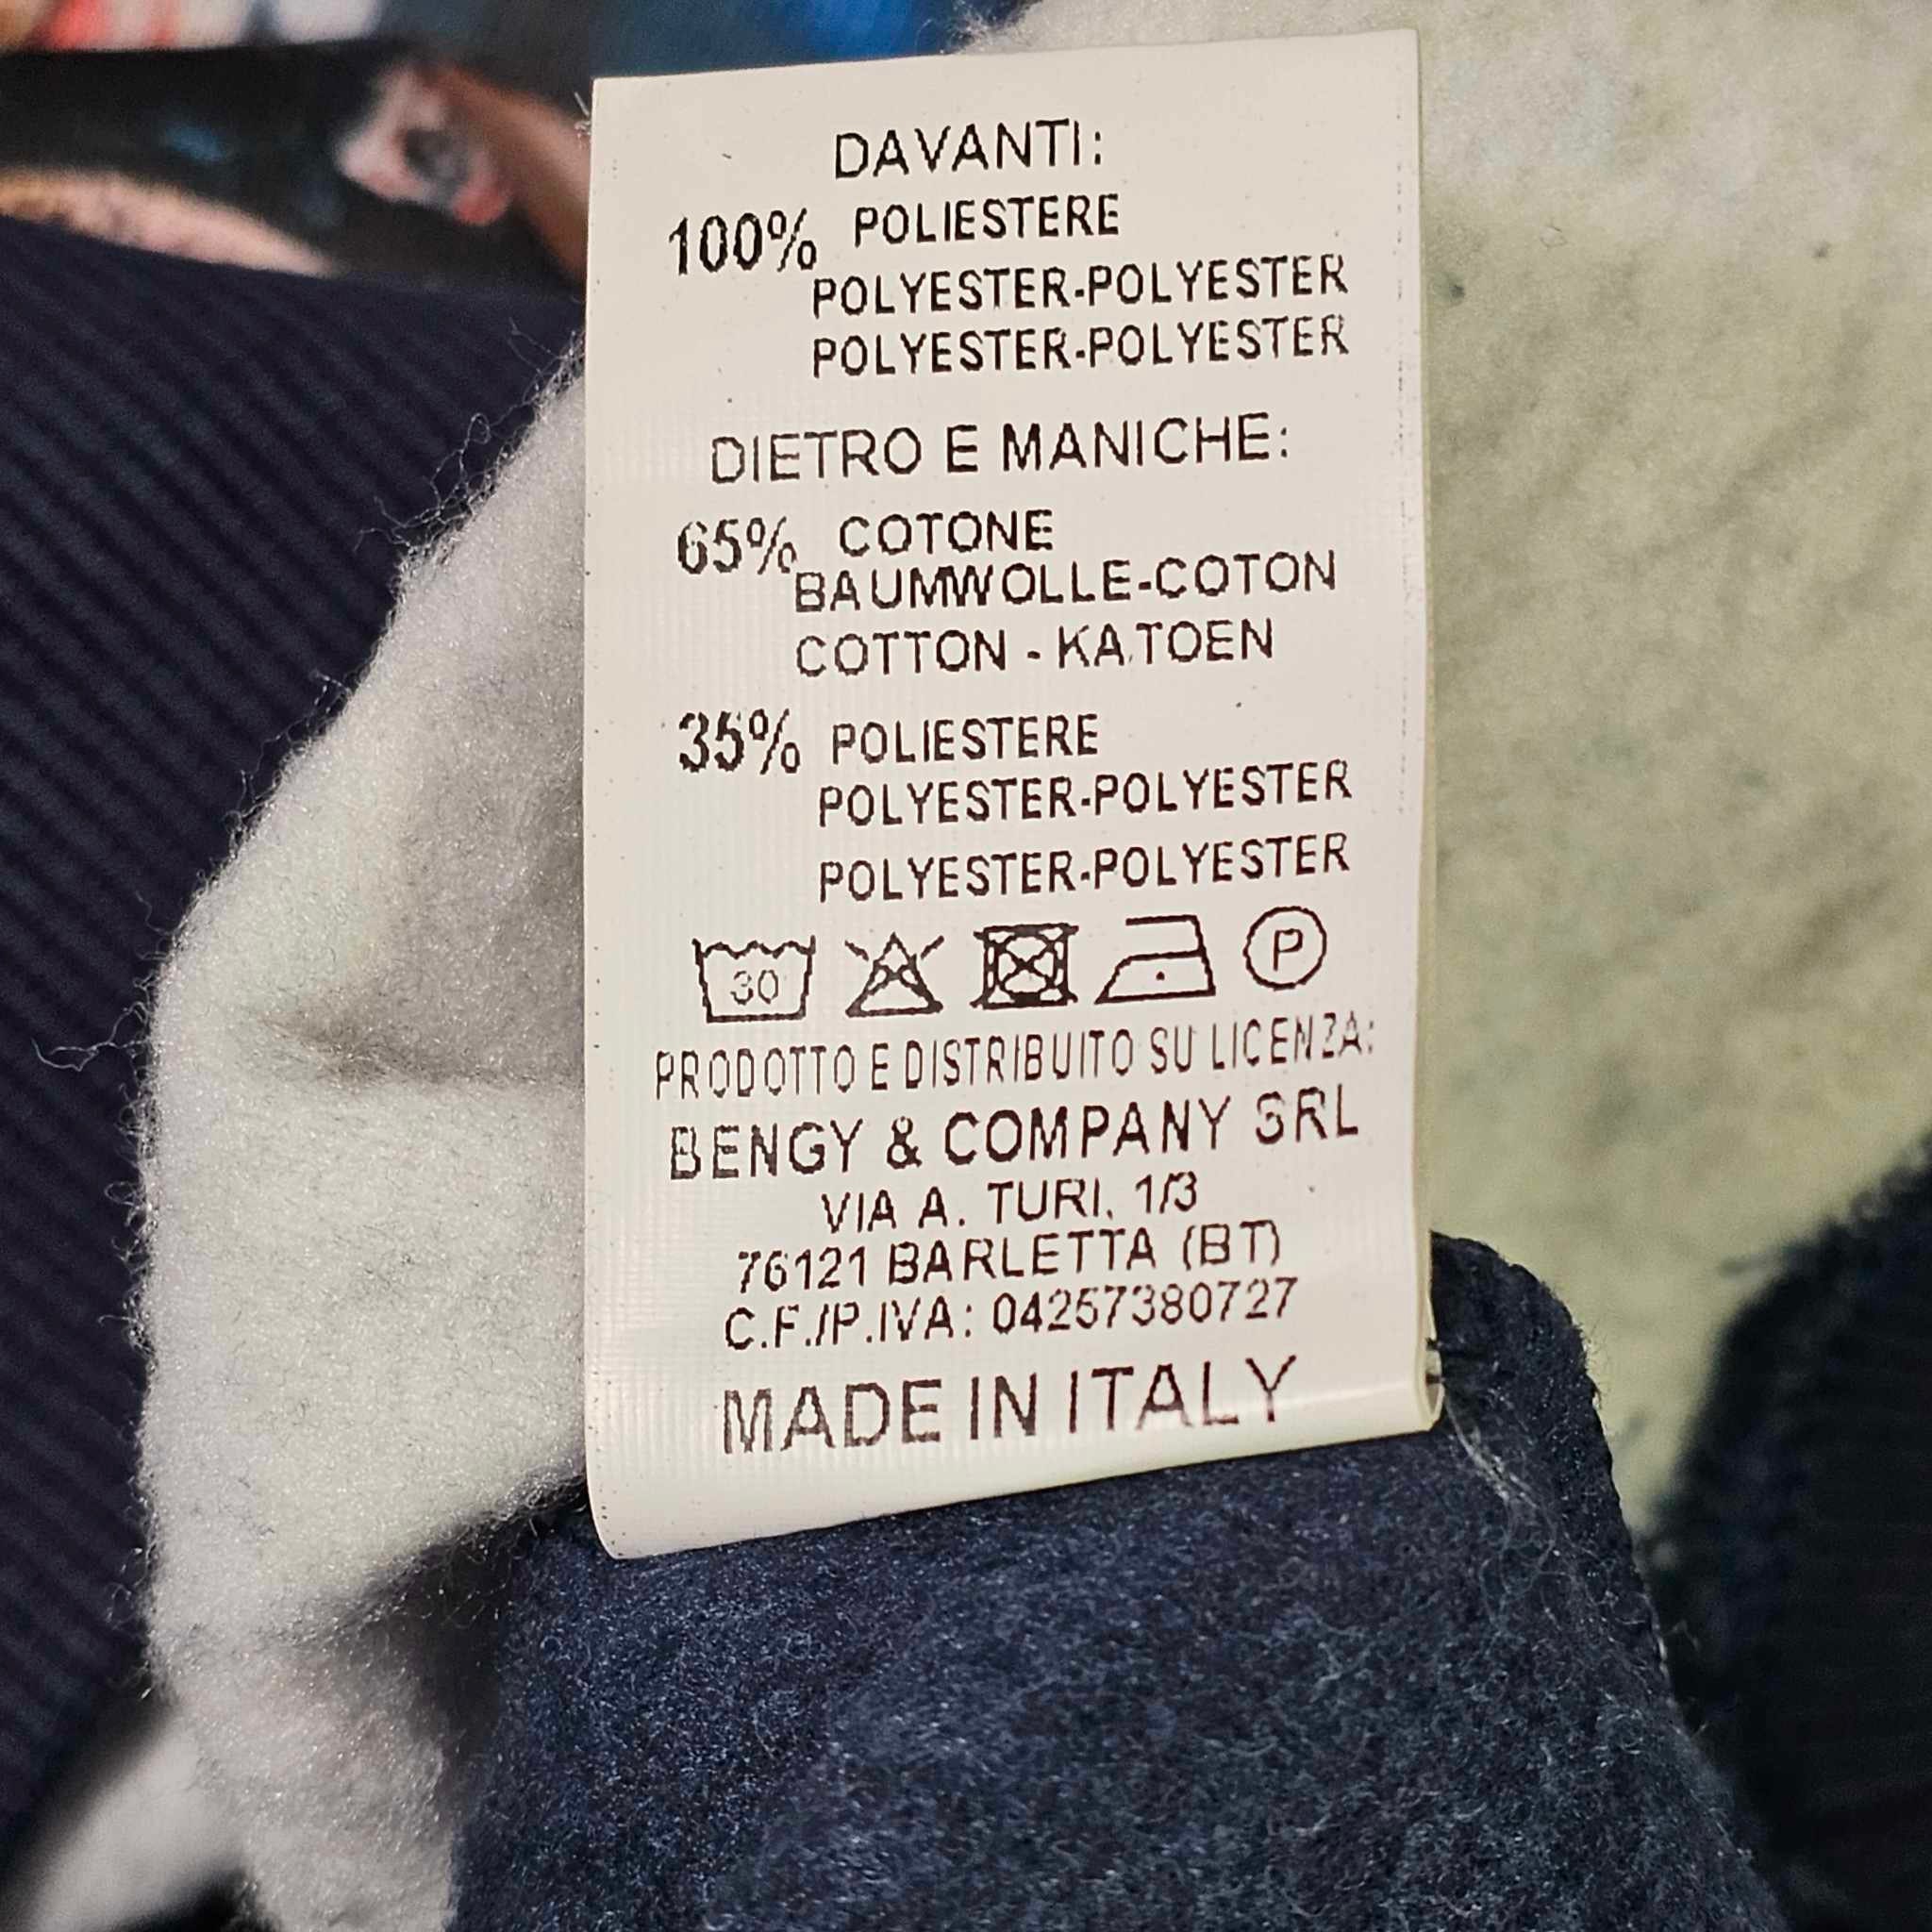 DAVANTI:
100% POLIESTERE
POLYESTER-POLYESTER
POLYESTER-POLYESTER
DIETRO E MANICHE:
65% COTONE
BAUMWOLLE-COTON
COTTON - KATOEN
35% POLIESTERE
POLYESTER-POLYESTER
POLYESTER-POLYESTER
30 P
PRODOTTO E DISTRIBUITO SU LICENZA:
BENGY & COMPANY SRL
VIA A. TURI, 1/3
76121 BARLETTA (BT)
C.F./P.IVA: 04257380727
MADE IN ITALY